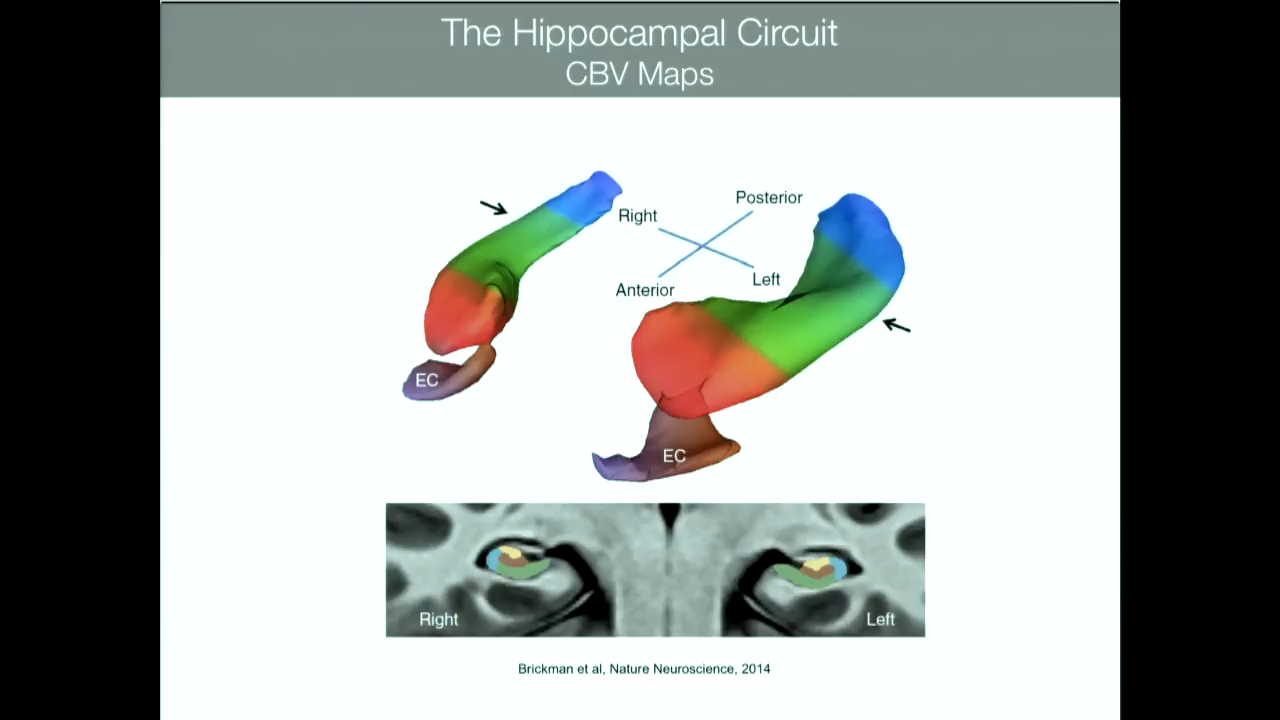 The Hippocampal Circuit
CBV Maps
Posterior
Right
Left
Anterior
EC
EC
Right
Left
Brickman et al, Nature Neuroscience, 2014